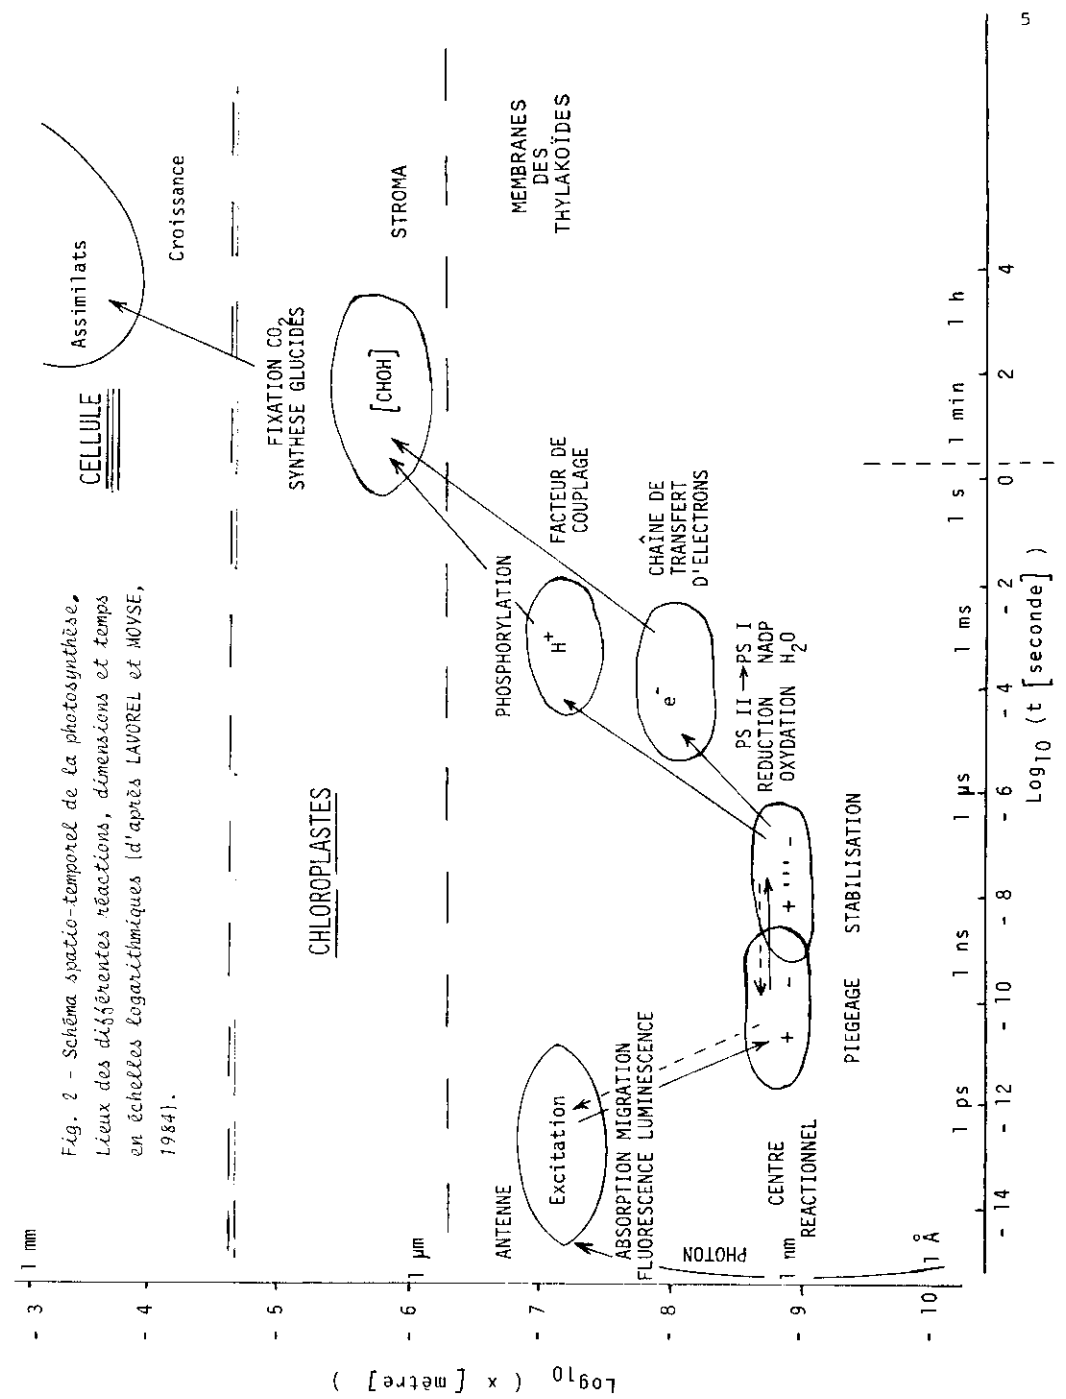 5
Fig. 2 - Schéma spatio-temporel de la photosynthèse.
Lieux des différentes réactions, dimensions et temps
en échelles logarithmiques (d'après LAVOREL et MOYSE,
1984).
CELLULE
Assimilats
Croissance
CHLOROPLASTES
FIXATION CO2
SYNTHESE GLUCIDES
[CHOH]
STROMA
MEMBRANES
DES
THYLAKOÏDES
PHOSPHORYLATION
H+
FACTEUR DE
COUPLAGE
CHAÎNE DE
TRANSFERT
D'ELECTRONS
e-
PS II → PS I
REDUCTION NADP
OXYDATION H2O
ANTENNE
Excitation
ABSORPTION MIGRATION
FLUORESCENCE LUMINESCENCE
PHOTON
CENTRE
REACTIONNEL
+ -
PIEGEAGE
+ ... -
STABILISATION
1 mm
1 µm
1 nm
1 Å
- 3
- 4
- 5
- 6
- 7
- 8
- 9
- 10
Log10 ( x [ mètre] )
1 ps
1 ns
1 µs
1 ms
1 s
1 min
1 h
- 14
- 12
- 10
- 8
- 6
- 4
- 2
0
2
4
Log10 ( t [ seconde] )